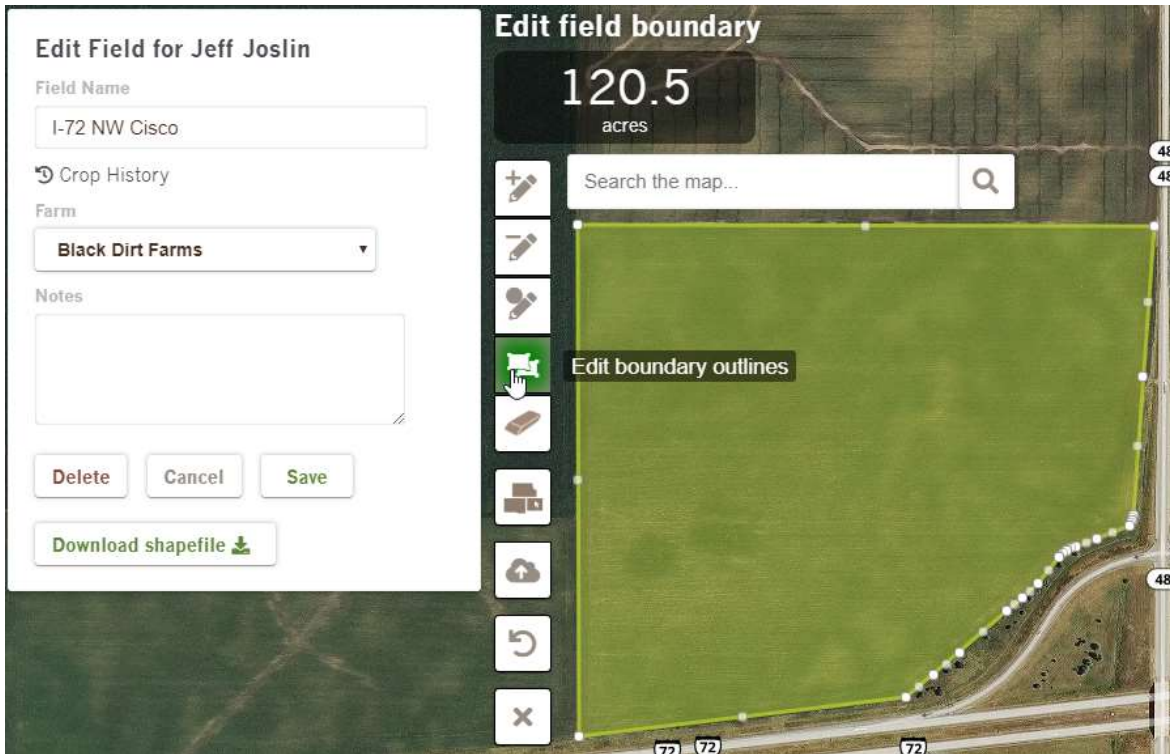 Edit Field for Jeff Joslin
Field Name
I-72 NW Cisco
Crop History
Farm
Black Dirt Farms
Notes
Delete
Cancel
Save
Download shapefile
Edit field boundary
120.5
acres
Search the map...
Edit boundary outlines
48
48
48
72
72
72